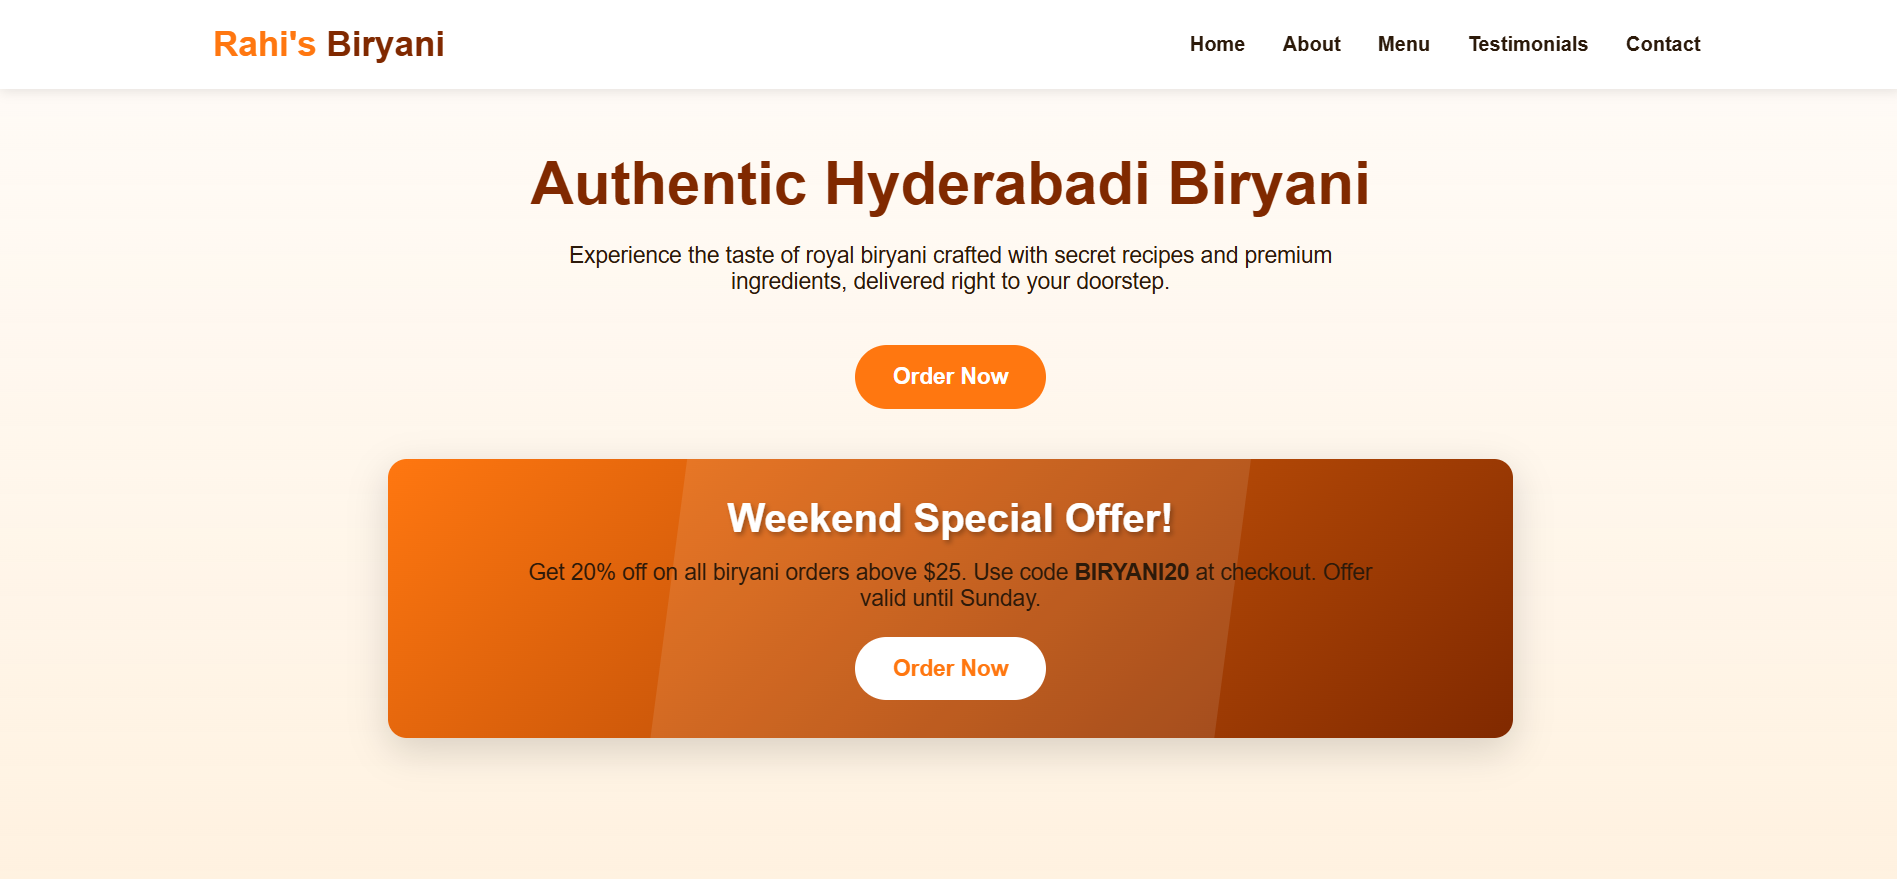 Rahi's Biryani
Home
About
Menu
Testimonials
Contact
Authentic Hyderabadi Biryani
Experience the taste of royal biryani crafted with secret recipes and premium
ingredients, delivered right to your doorstep.
Order Now
Weekend Special Offer!
Get 20% off on all biryani orders above $25. Use code BIRYANI20 at checkout. Offer
valid until Sunday.
Order Now